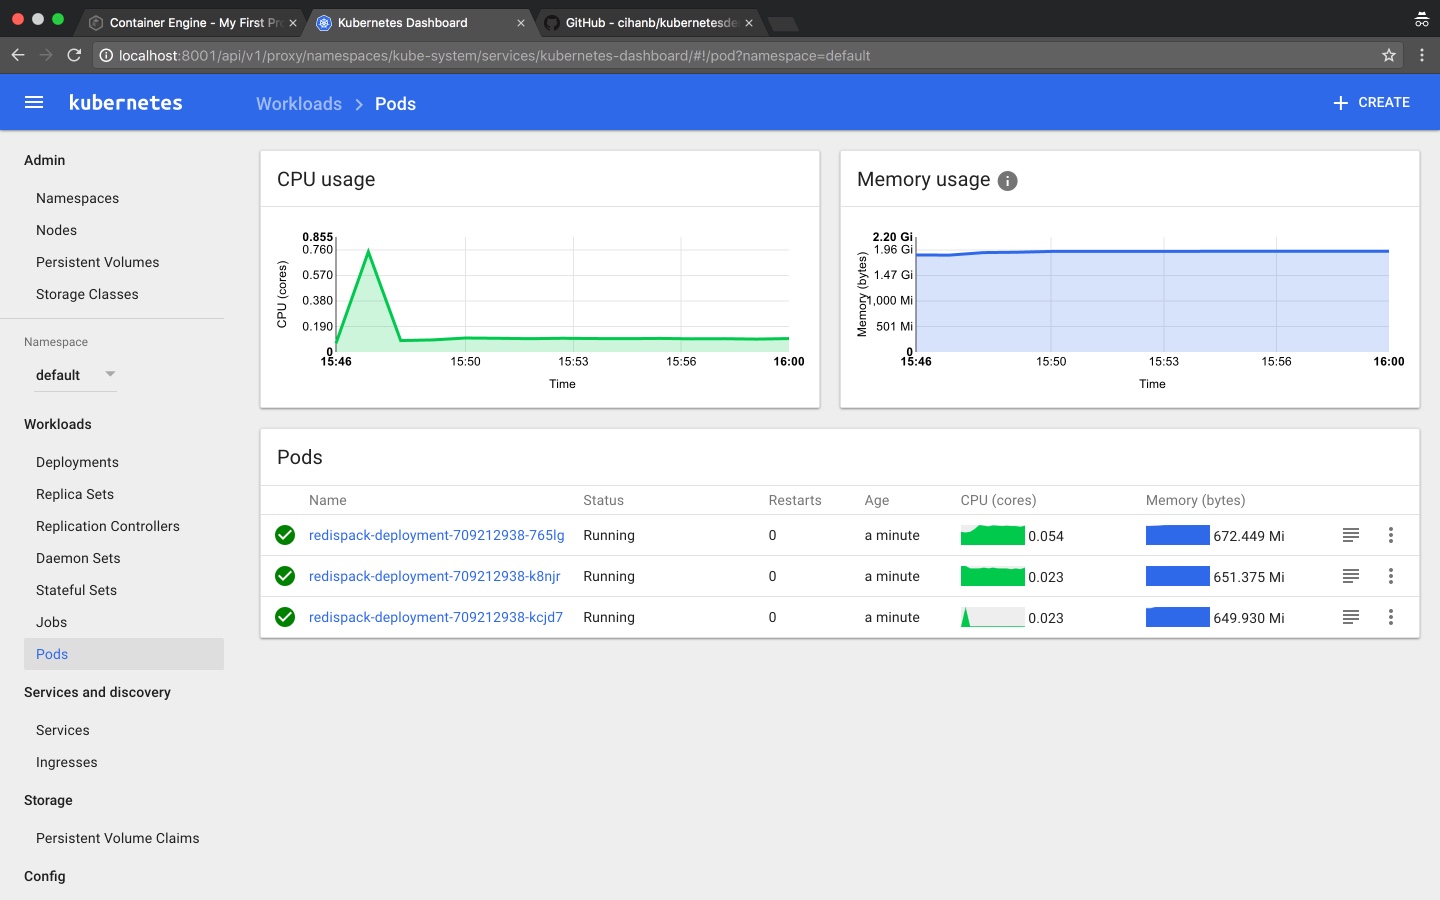 Container Engine - My First Pro
Kubernetes Dashboard
GitHub - cihanb/kubernetesde
localhost:8001/api/v1/proxy/namespaces/kube-system/services/kubernetes-dashboard/#!/pod?namespace=default
kubernetes
Workloads
Pods
CREATE
Admin
Namespaces
Nodes
Persistent Volumes
Storage Classes
Namespace
default
Workloads
Deployments
Replica Sets
Replication Controllers
Daemon Sets
Stateful Sets
Jobs
Pods
Services and discovery
Services
Ingresses
Storage
Persistent Volume Claims
Config
CPU usage
CPU (cores)
0.855
0.760
0.570
0.380
0.190
0
15:46 15:50 15:53 15:56 16:00
Time
Memory usage
Memory (bytes)
2.20 Gi
1.96 Gi
1.47 Gi
1,000 Mi
501 Mi
0
15:46 15:50 15:53 15:56 16:00
Time
Pods
Name Status Restarts Age CPU (cores) Memory (bytes)
redispack-deployment-709212938-765lg Running 0 a minute 0.054 672.449 Mi
redispack-deployment-709212938-k8njr Running 0 a minute 0.023 651.375 Mi
redispack-deployment-709212938-kcjd7 Running 0 a minute 0.023 649.930 Mi